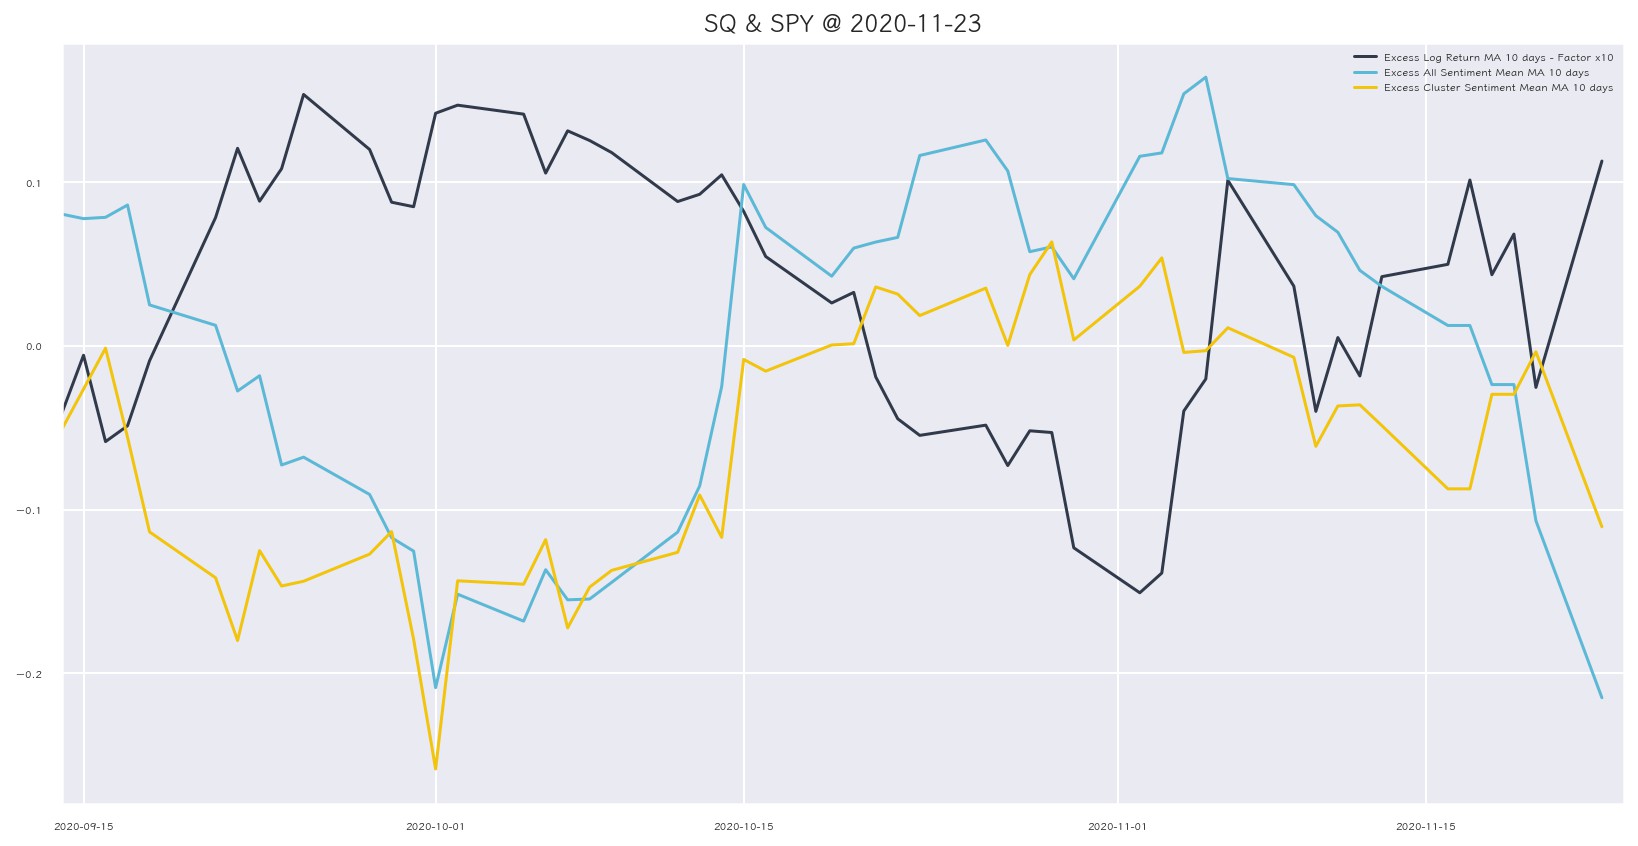 SQ & SPY @ 2020-11-23
Excess Log Return MA 10 days - Factor x10
Excess All Sentiment Mean MA 10 days
Excess Cluster Sentiment Mean MA 10 days
0.1
0.0
−0.1
−0.2
2020-09-15
2020-10-01
2020-10-15
2020-11-01
2020-11-15